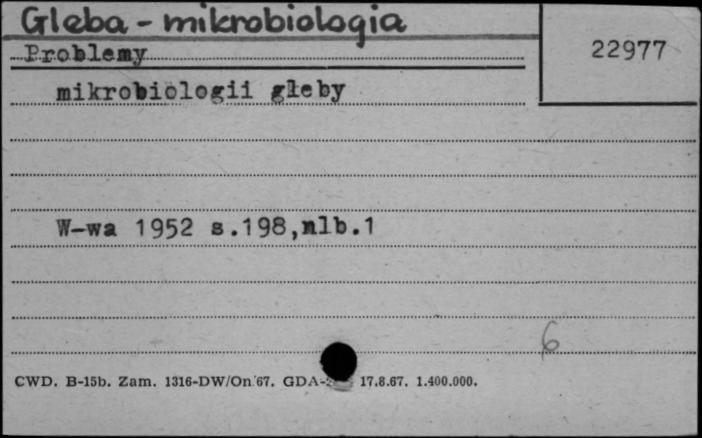 Gleba - mikrobiologia
22977
Problemy
mikrobiologii gleby
W-wa 1952 s.198,nlb.1
6
CWD. B-15b. Zam. 1316-DW/On/67. GDA- 17.8.67. 1.400.000.